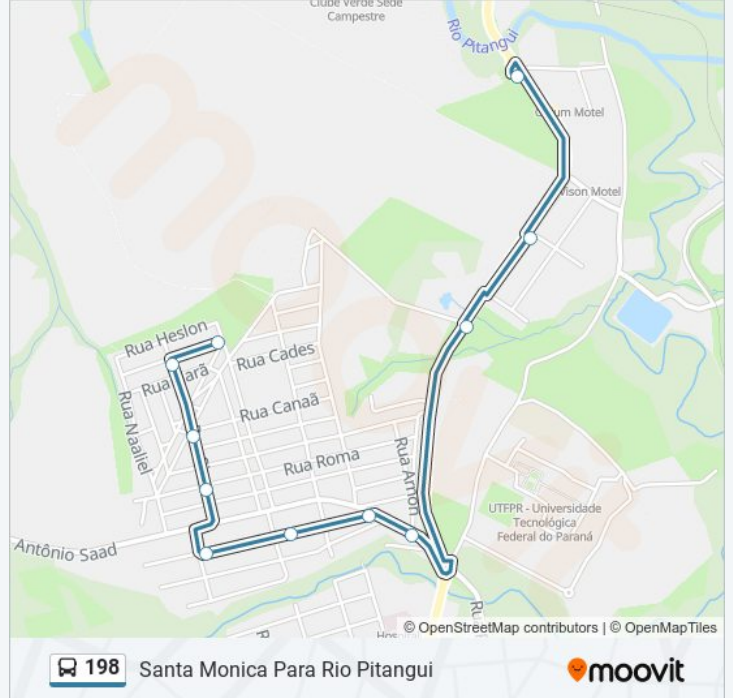 Clube Verde Sede
Campestre
Rio Pitangui
Motel
Motel
Rua Heslon
Rua Cades
Rua
Rua Naaliel
Rua Canaã
Rua Roma
Rua Arnon
UTFPR - Universidade
Tecnológica
Federal do Paraná
Antônio Saad
© OpenStreetMap contributors | © OpenMapTiles
198
Santa Monica Para Rio Pitangui
moovit